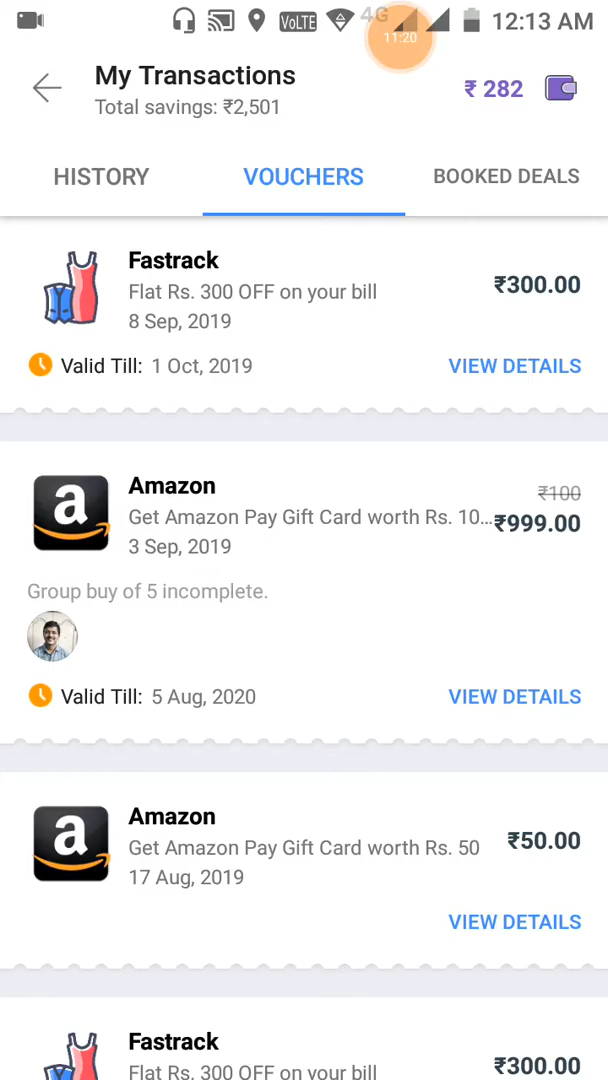 VoLTE 4G 11:20 12:13 AM
My Transactions
Total savings: ₹2,501
₹ 282
HISTORY VOUCHERS BOOKED DEALS
Fastrack
Flat Rs. 300 OFF on your bill
₹300.00
8 Sep, 2019
Valid Till: 1 Oct, 2019 VIEW DETAILS
Amazon
₹100
Get Amazon Pay Gift Card worth Rs. 10...
₹999.00
3 Sep, 2019
Group buy of 5 incomplete.
Valid Till: 5 Aug, 2020 VIEW DETAILS
Amazon
Get Amazon Pay Gift Card worth Rs. 50
₹50.00
17 Aug, 2019
VIEW DETAILS
Fastrack
Flat Rs. 300 OFF on your bill
₹300.00